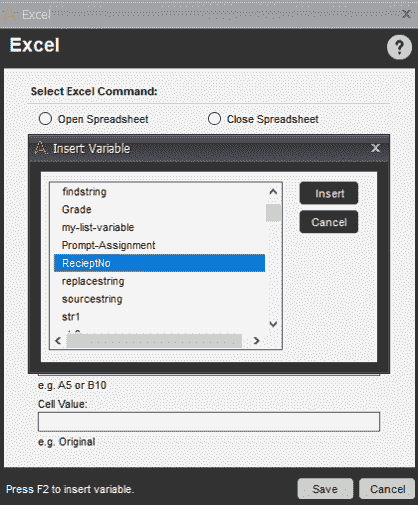 Excel
Excel
?
Select Excel Command:
Open Spreadsheet Close Spreadsheet
Insert Variable
findstring
Grade
my-list-variable
Prompt-Assignment
RecieptNo
replacestring
sourcestring
str1
Insert
Cancel
e.g. A5 or B10
Cell Value:
e.g. Original
Press F2 to insert variable. Save Cancel